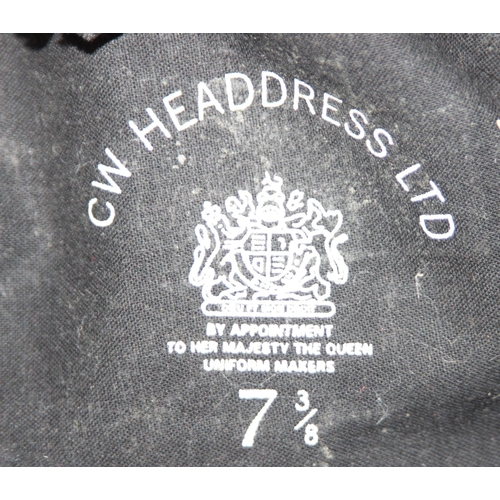 CW HEADDRESS LTD
BY APPOINTMENT
TO HER MAJESTY THE QUEEN
UNIFORM MAKERS
7 3/8